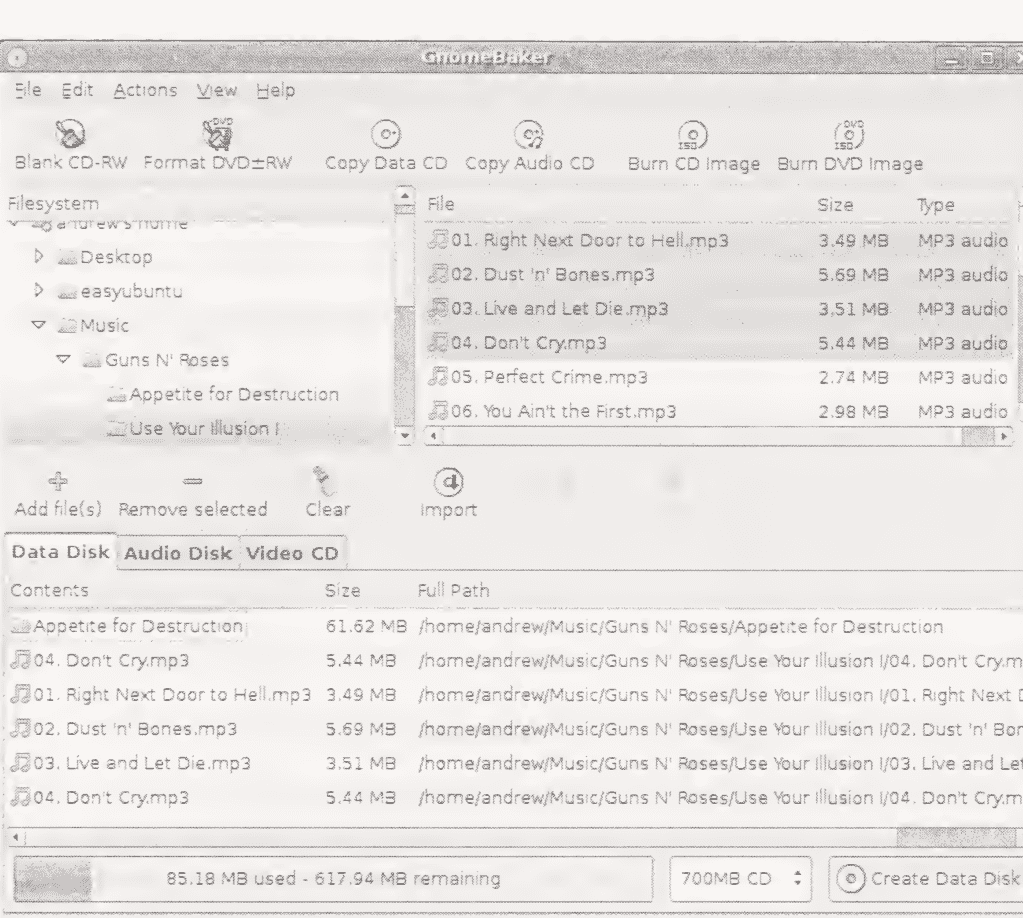 GnomeBaker
File Edit Actions View Help
Blank CD-RW Format DVD±RW Copy Data CD Copy Audio CD Burn CD Image Burn DVD Image
Filesystem
andrew's home
Desktop
easyubuntu
Music
Guns N' Roses
Appetite for Destruction
Use Your Illusion I
File Size Type
01. Right Next Door to Hell.mp3 3.49 MB MP3 audio
02. Dust 'n' Bones.mp3 5.69 MB MP3 audio
03. Live and Let Die.mp3 3.51 MB MP3 audio
04. Don't Cry.mp3 5.44 MB MP3 audio
05. Perfect Crime.mp3 2.74 MB MP3 audio
06. You Ain't the First.mp3 2.98 MB MP3 audio
Add file(s) Remove selected Clear Import
Data Disk Audio Disk Video CD
Contents Size Full Path
Appetite for Destruction 61.62 MB /home/andrew/Music/Guns N' Roses/Appetite for Destruction
04. Don't Cry.mp3 5.44 MB /home/andrew/Music/Guns N' Roses/Use Your Illusion I/04. Don't Cry.m
01. Right Next Door to Hell.mp3 3.49 MB /home/andrew/Music/Guns N' Roses/Use Your Illusion I/01. Right Next D
02. Dust 'n' Bones.mp3 5.69 MB /home/andrew/Music/Guns N' Roses/Use Your Illusion I/02. Dust 'n' Bon
03. Live and Let Die.mp3 3.51 MB /home/andrew/Music/Guns N' Roses/Use Your Illusion I/03. Live and Let
04. Don't Cry.mp3 5.44 MB /home/andrew/Music/Guns N' Roses/Use Your Illusion I/04. Don't Cry.m
85.18 MB used - 617.94 MB remaining 700MB CD Create Data Disk